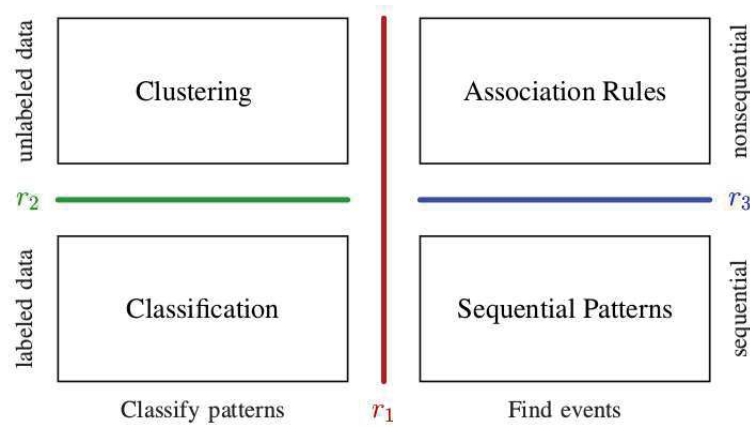 unlabeled data
Clustering
Association Rules
nonsequential
r₂
r₃
labeled data
Classification
Sequential Patterns
sequential
Classify patterns
r₁
Find events